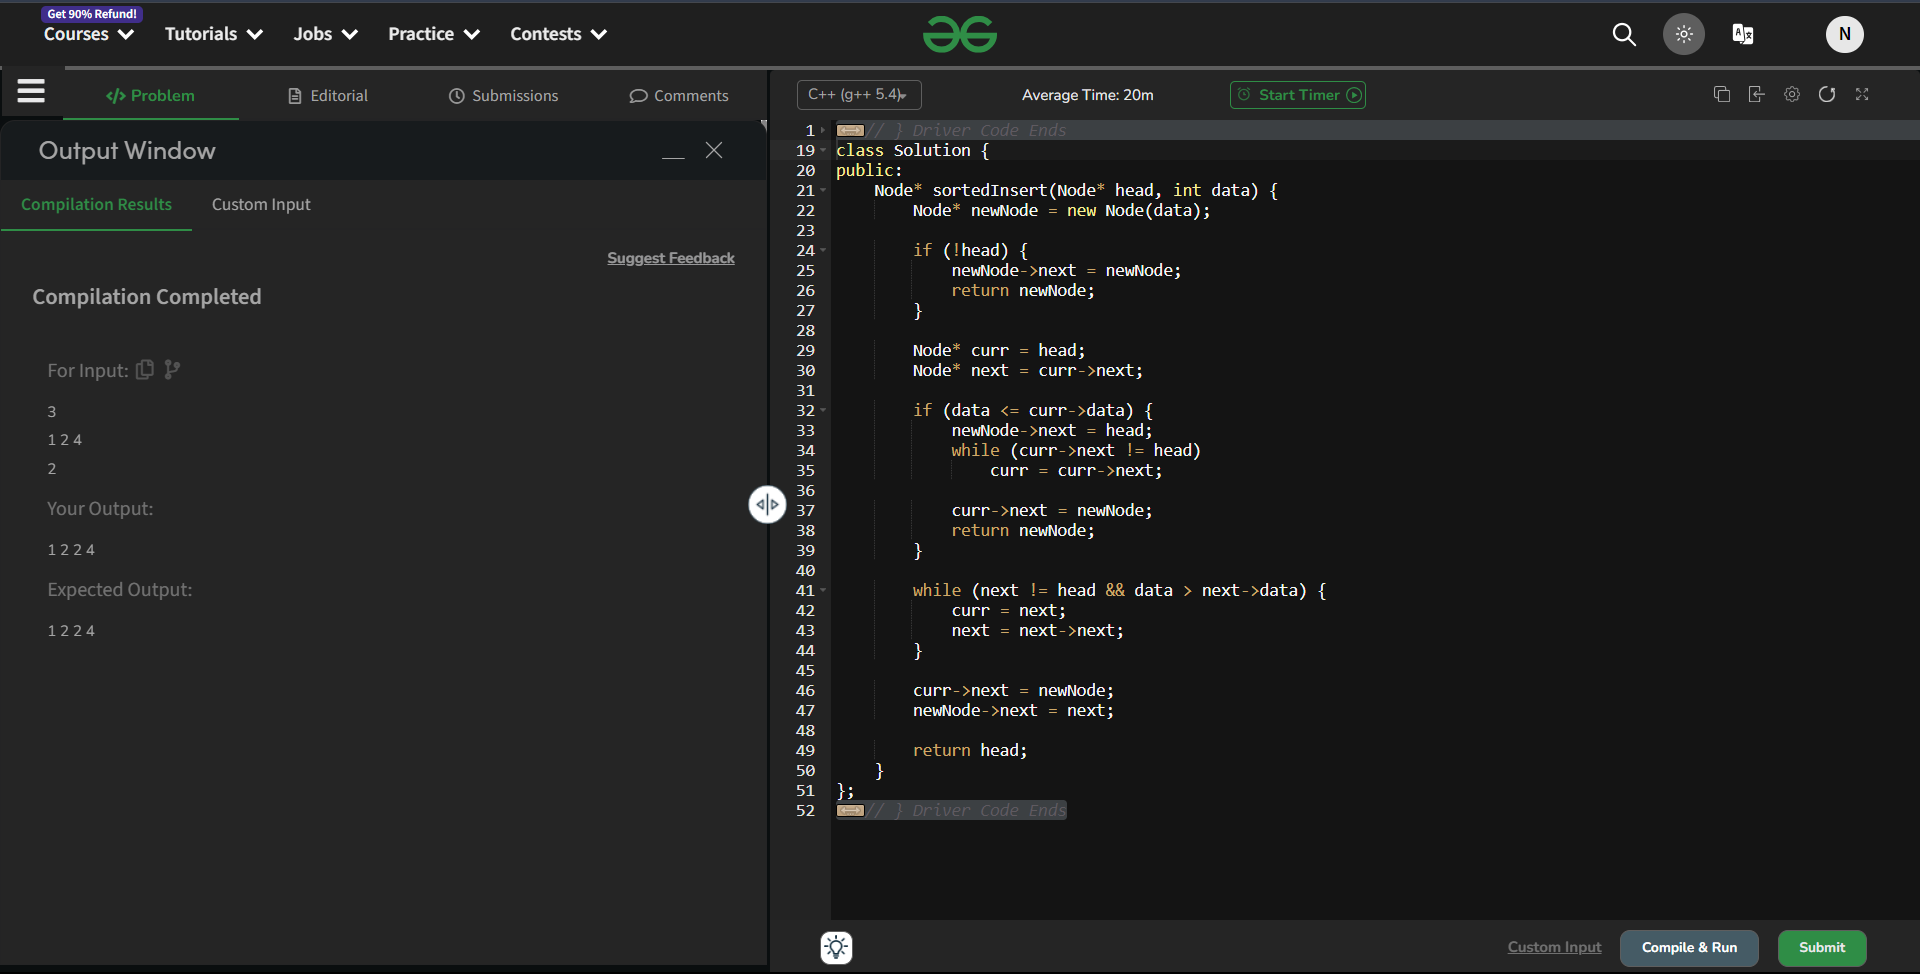 Get 90% Refund!
Courses Tutorials Jobs Practice Contests
A
N
Problem Editorial Submissions Comments
Output Window
Compilation Results Custom Input
Suggest Feedback
Compilation Completed
For Input:
3
1 2 4
2
Your Output:
1 2 2 4
Expected Output:
1 2 2 4
C++ (g++ 5.4) Average Time: 20m Start Timer
1 // } Driver Code Ends
19 class Solution {
20 public:
21     Node* sortedInsert(Node* head, int data) {
22         Node* newNode = new Node(data);
23
24         if (!head) {
25             newNode->next = newNode;
26             return newNode;
27         }
28
29         Node* curr = head;
30         Node* next = curr->next;
31
32         if (data <= curr->data) {
33             newNode->next = head;
34             while (curr->next != head)
35                 curr = curr->next;
36
37             curr->next = newNode;
38             return newNode;
39         }
40
41         while (next != head && data > next->data) {
42             curr = next;
43             next = next->next;
44         }
45
46         curr->next = newNode;
47         newNode->next = next;
48
49         return head;
50     }
51 };
52 // } Driver Code Ends
Custom Input Compile & Run Submit